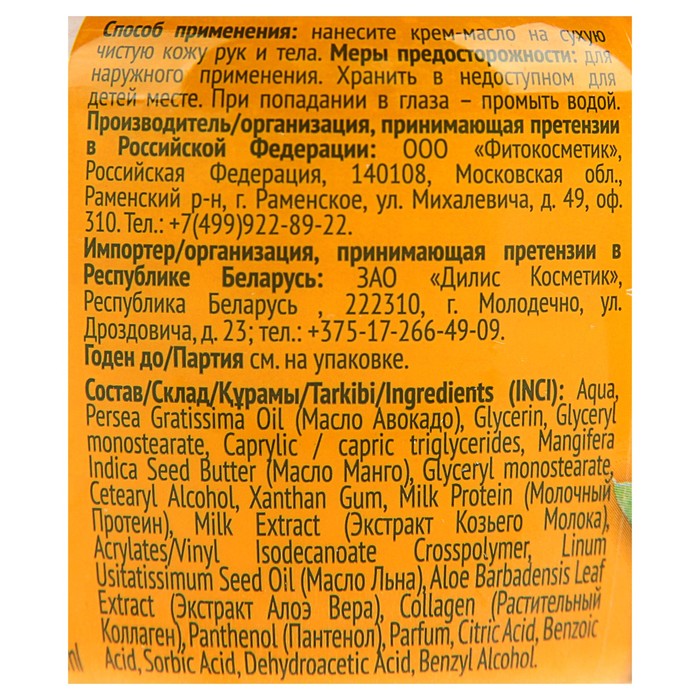 Способ применения: нанесите крем-масло на сухую
чистую кожу рук и тела. Меры предосторожности: для
наружного применения. Хранить в недоступном для
детей месте. При попадании в глаза – промыть водой.
Производитель/организация, принимающая претензии
в Российской Федерации: ООО «Фитокосметик»,
Российская Федерация, 140108, Московская обл.,
Раменский р-н, г. Раменское, ул. Михалевича, д. 49, оф.
310. Тел.: +7(499)922-89-22.
Импортер/организация, принимающая претензии в
Республике Беларусь: ЗАО «Дилис Косметик»,
Республика Беларусь , 222310, г. Молодечно, ул.
Дроздовича, д. 23; тел.: +375-17-266-49-09.
Годен до/Партия см. на упаковке.
Состав/Склад/Құрамы/Tarkibi/Ingredients (INCI): Aqua,
Persea Gratissima Oil (Масло Авокадо), Glycerin, Glyceryl
monostearate, Caprylic / capric triglycerides, Mangifera
Indica Seed Butter (Масло Манго), Glyceryl monostearate,
Cetearyl Alcohol, Xanthan Gum, Milk Protein (Молочный
Протеин), Milk Extract (Экстракт Козьего Молока),
Acrylates/Vinyl Isodecanoate Crosspolymer, Linum
Usitatissimum Seed Oil (Масло Льна), Aloe Barbadensis Leaf
Extract (Экстракт Алоэ Вера), Collagen (Растительный
Коллаген), Panthenol (Пантенол), Parfum, Citric Acid, Benzoic
Acid, Sorbic Acid, Dehydroacetic Acid, Benzyl Alcohol.